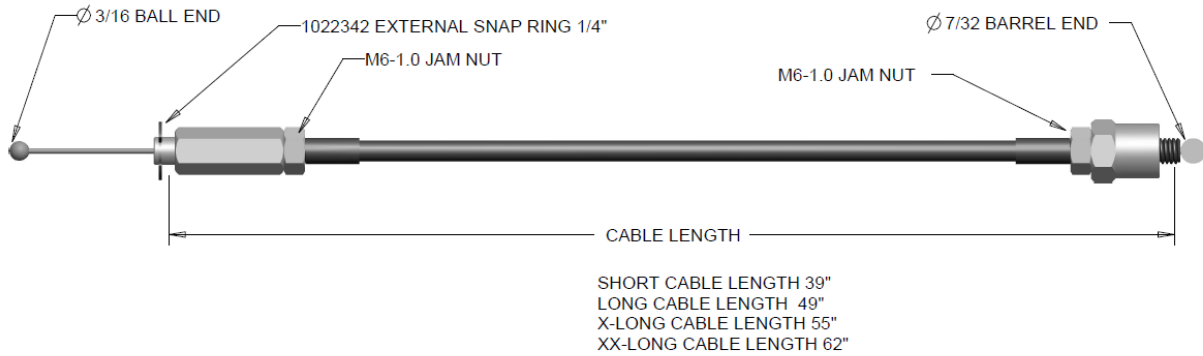 Ø 3/16 BALL END
1022342 EXTERNAL SNAP RING 1/4"
M6-1.0 JAM NUT
Ø 7/32 BARREL END
M6-1.0 JAM NUT
CABLE LENGTH
SHORT CABLE LENGTH 39"
LONG CABLE LENGTH 49"
X-LONG CABLE LENGTH 55"
XX-LONG CABLE LENGTH 62"